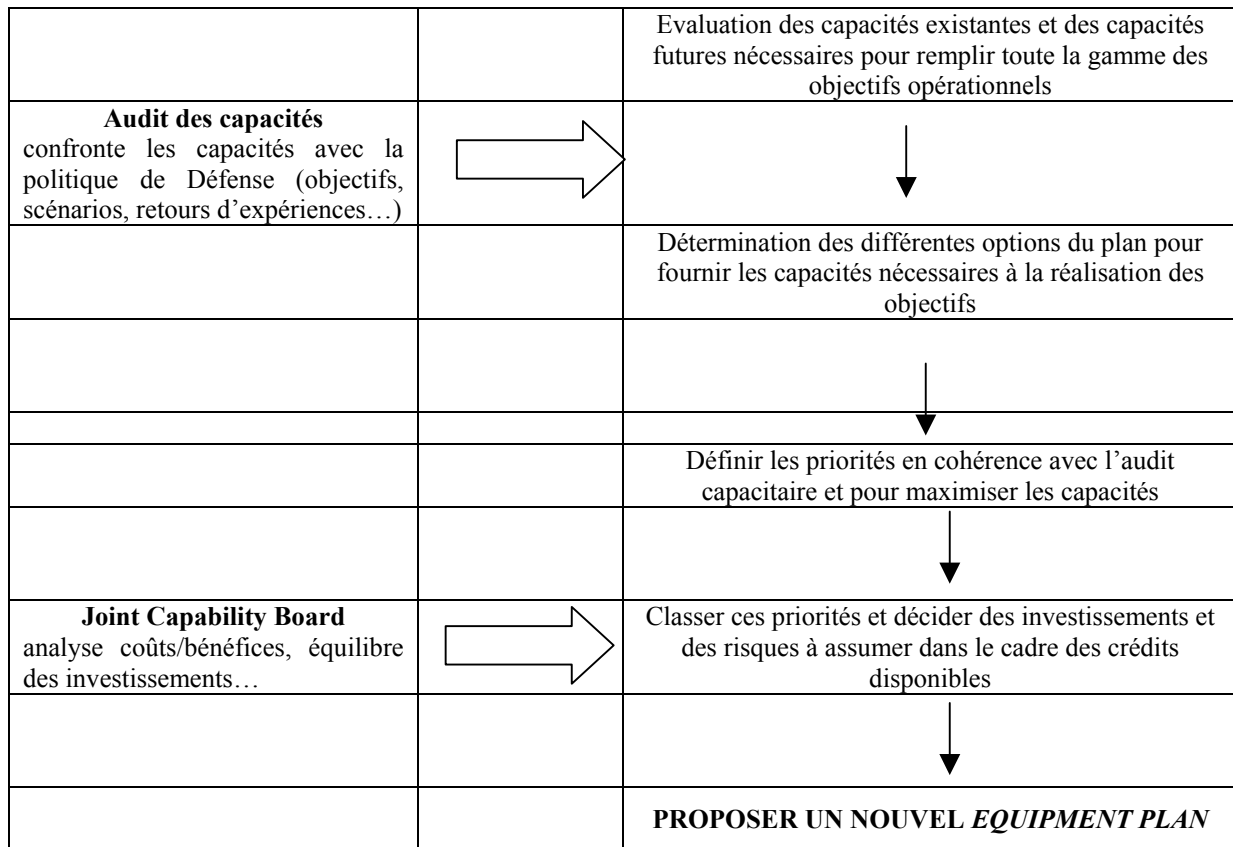 Evaluation des capacités existantes et des capacités
futures nécessaires pour remplir toute la gamme des
objectifs opérationnels
Audit des capacités
confronte les capacités avec la
politique de Défense (objectifs,
scénarios, retours d’expériences…)
Détermination des différentes options du plan pour
fournir les capacités nécessaires à la réalisation des
objectifs
Définir les priorités en cohérence avec l’audit
capacitaire et pour maximiser les capacités
Joint Capability Board
analyse coûts/bénéfices, équilibre
des investissements…
Classer ces priorités et décider des investissements et
des risques à assumer dans le cadre des crédits
disponibles
PROPOSER UN NOUVEL EQUIPMENT PLAN